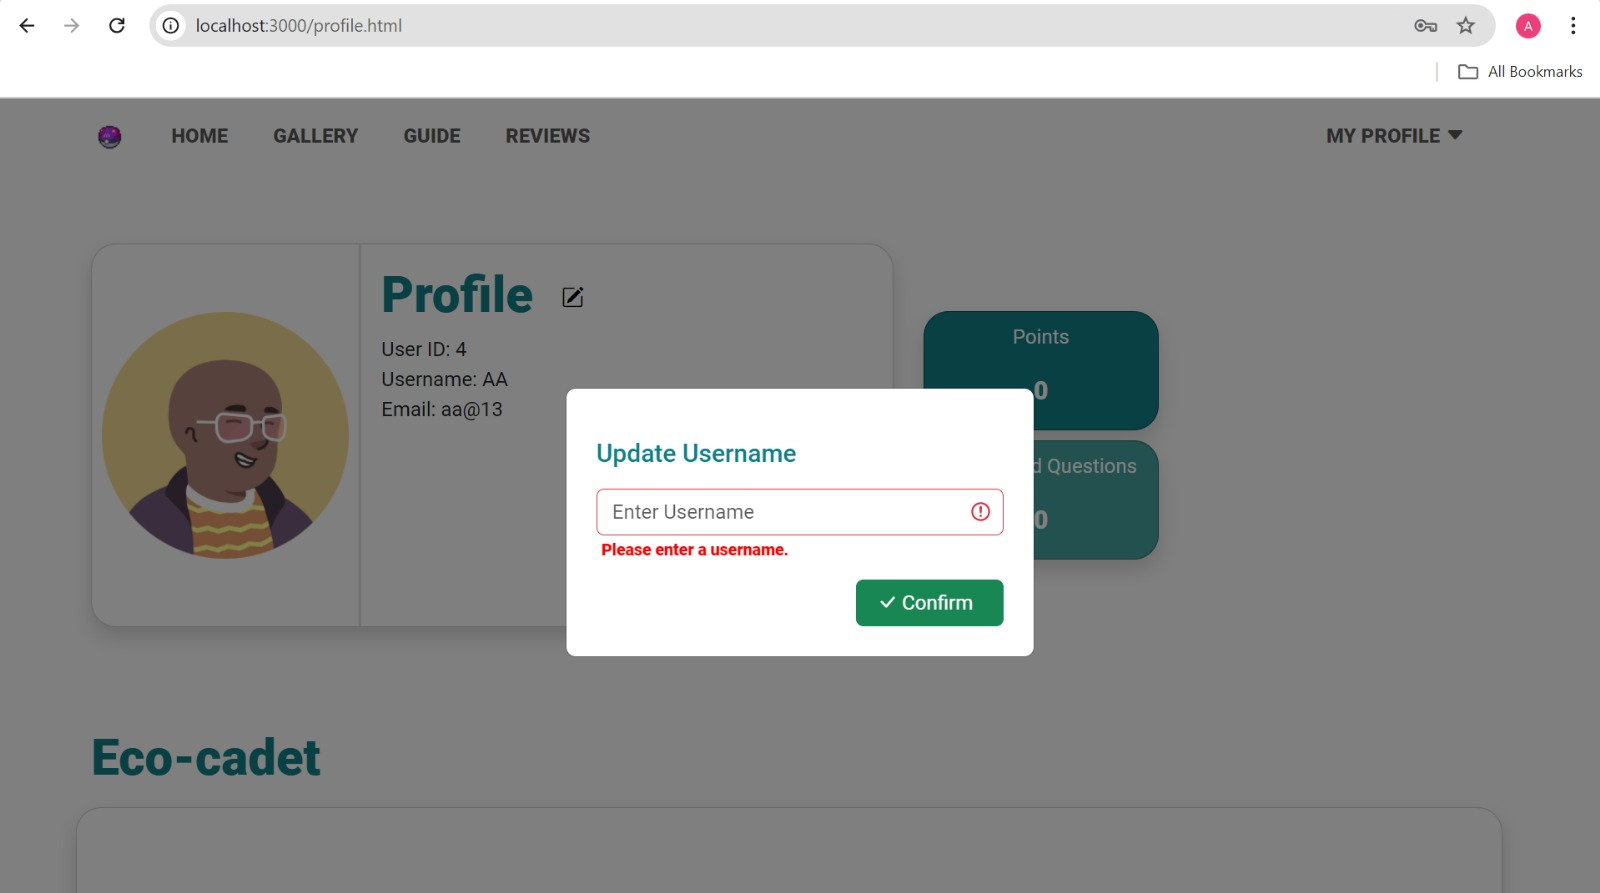 localhost:3000/profile.html
A
All Bookmarks
HOME GALLERY GUIDE REVIEWS MY PROFILE
Profile
User ID: 4
Username: AA
Email: aa@13
Points
0
d Questions
0
Update Username
Enter Username
Please enter a username.
Confirm
Eco-cadet